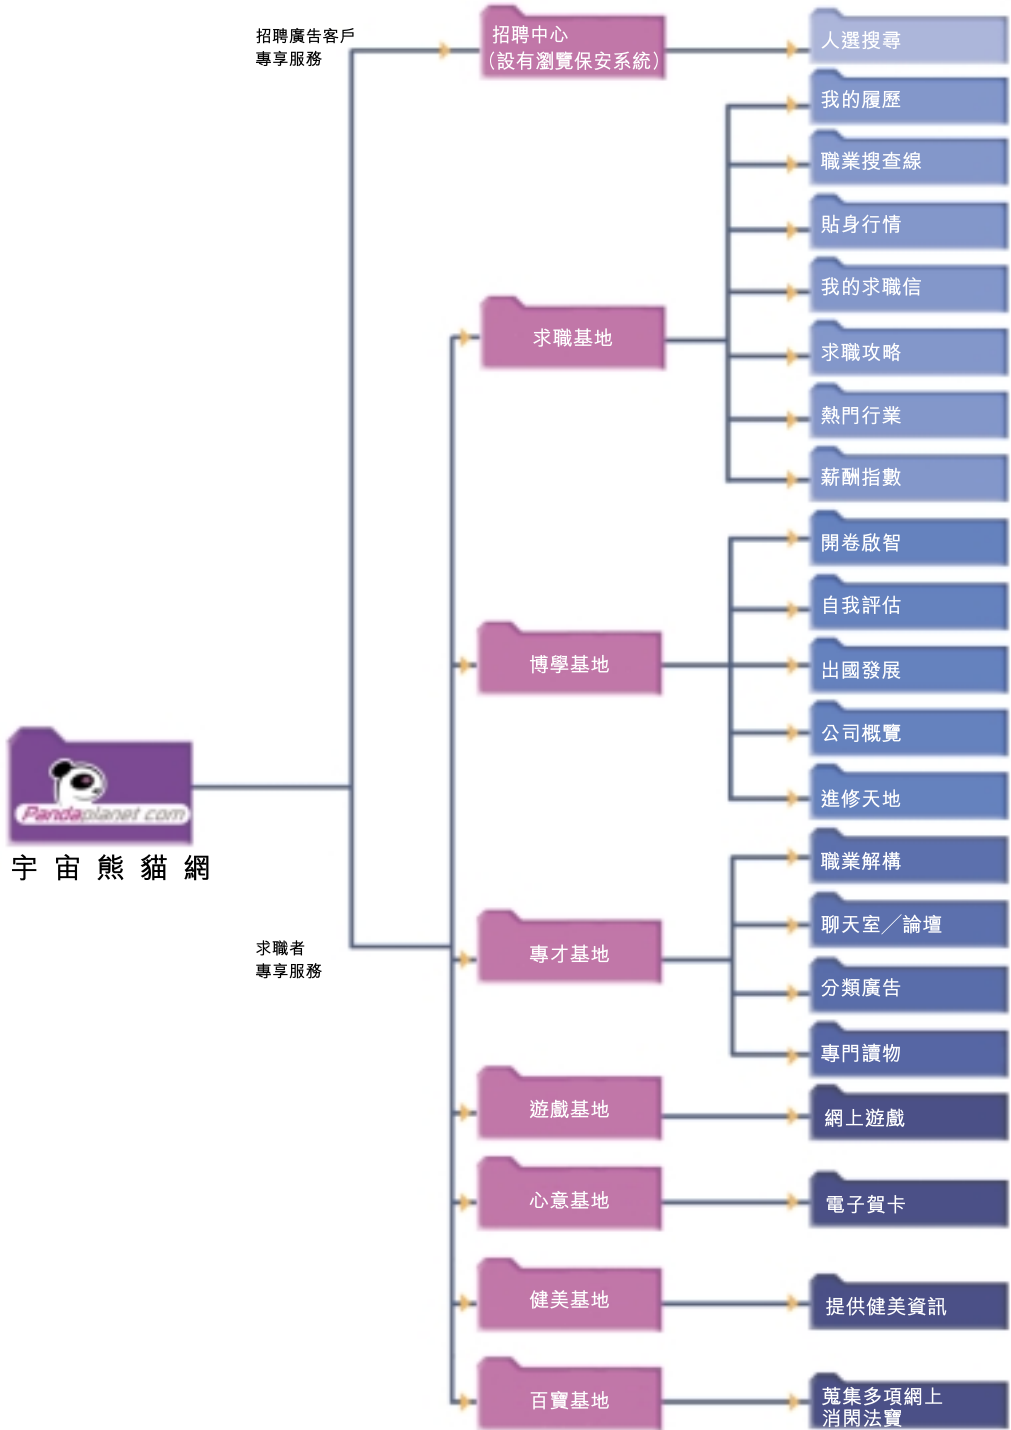 招聘廣告客戶
專享服務
招聘中心
（設有瀏覽保安系統）
人選搜尋
我的履歷
職業搜查線
貼身行情
我的求職信
求職基地
求職攻略
熱門行業
薪酬指數
開卷啟智
自我評估
博學基地
出國發展
公司概覽
進修天地
Pandaplanet com
宇宙熊貓網
職業解構
聊天室／論壇
求職者
專享服務
專才基地
分類廣告
專門讀物
遊戲基地
網上遊戲
心意基地
電子賀卡
健美基地
提供健美資訊
百寶基地
蒐集多項網上
消閑法寶